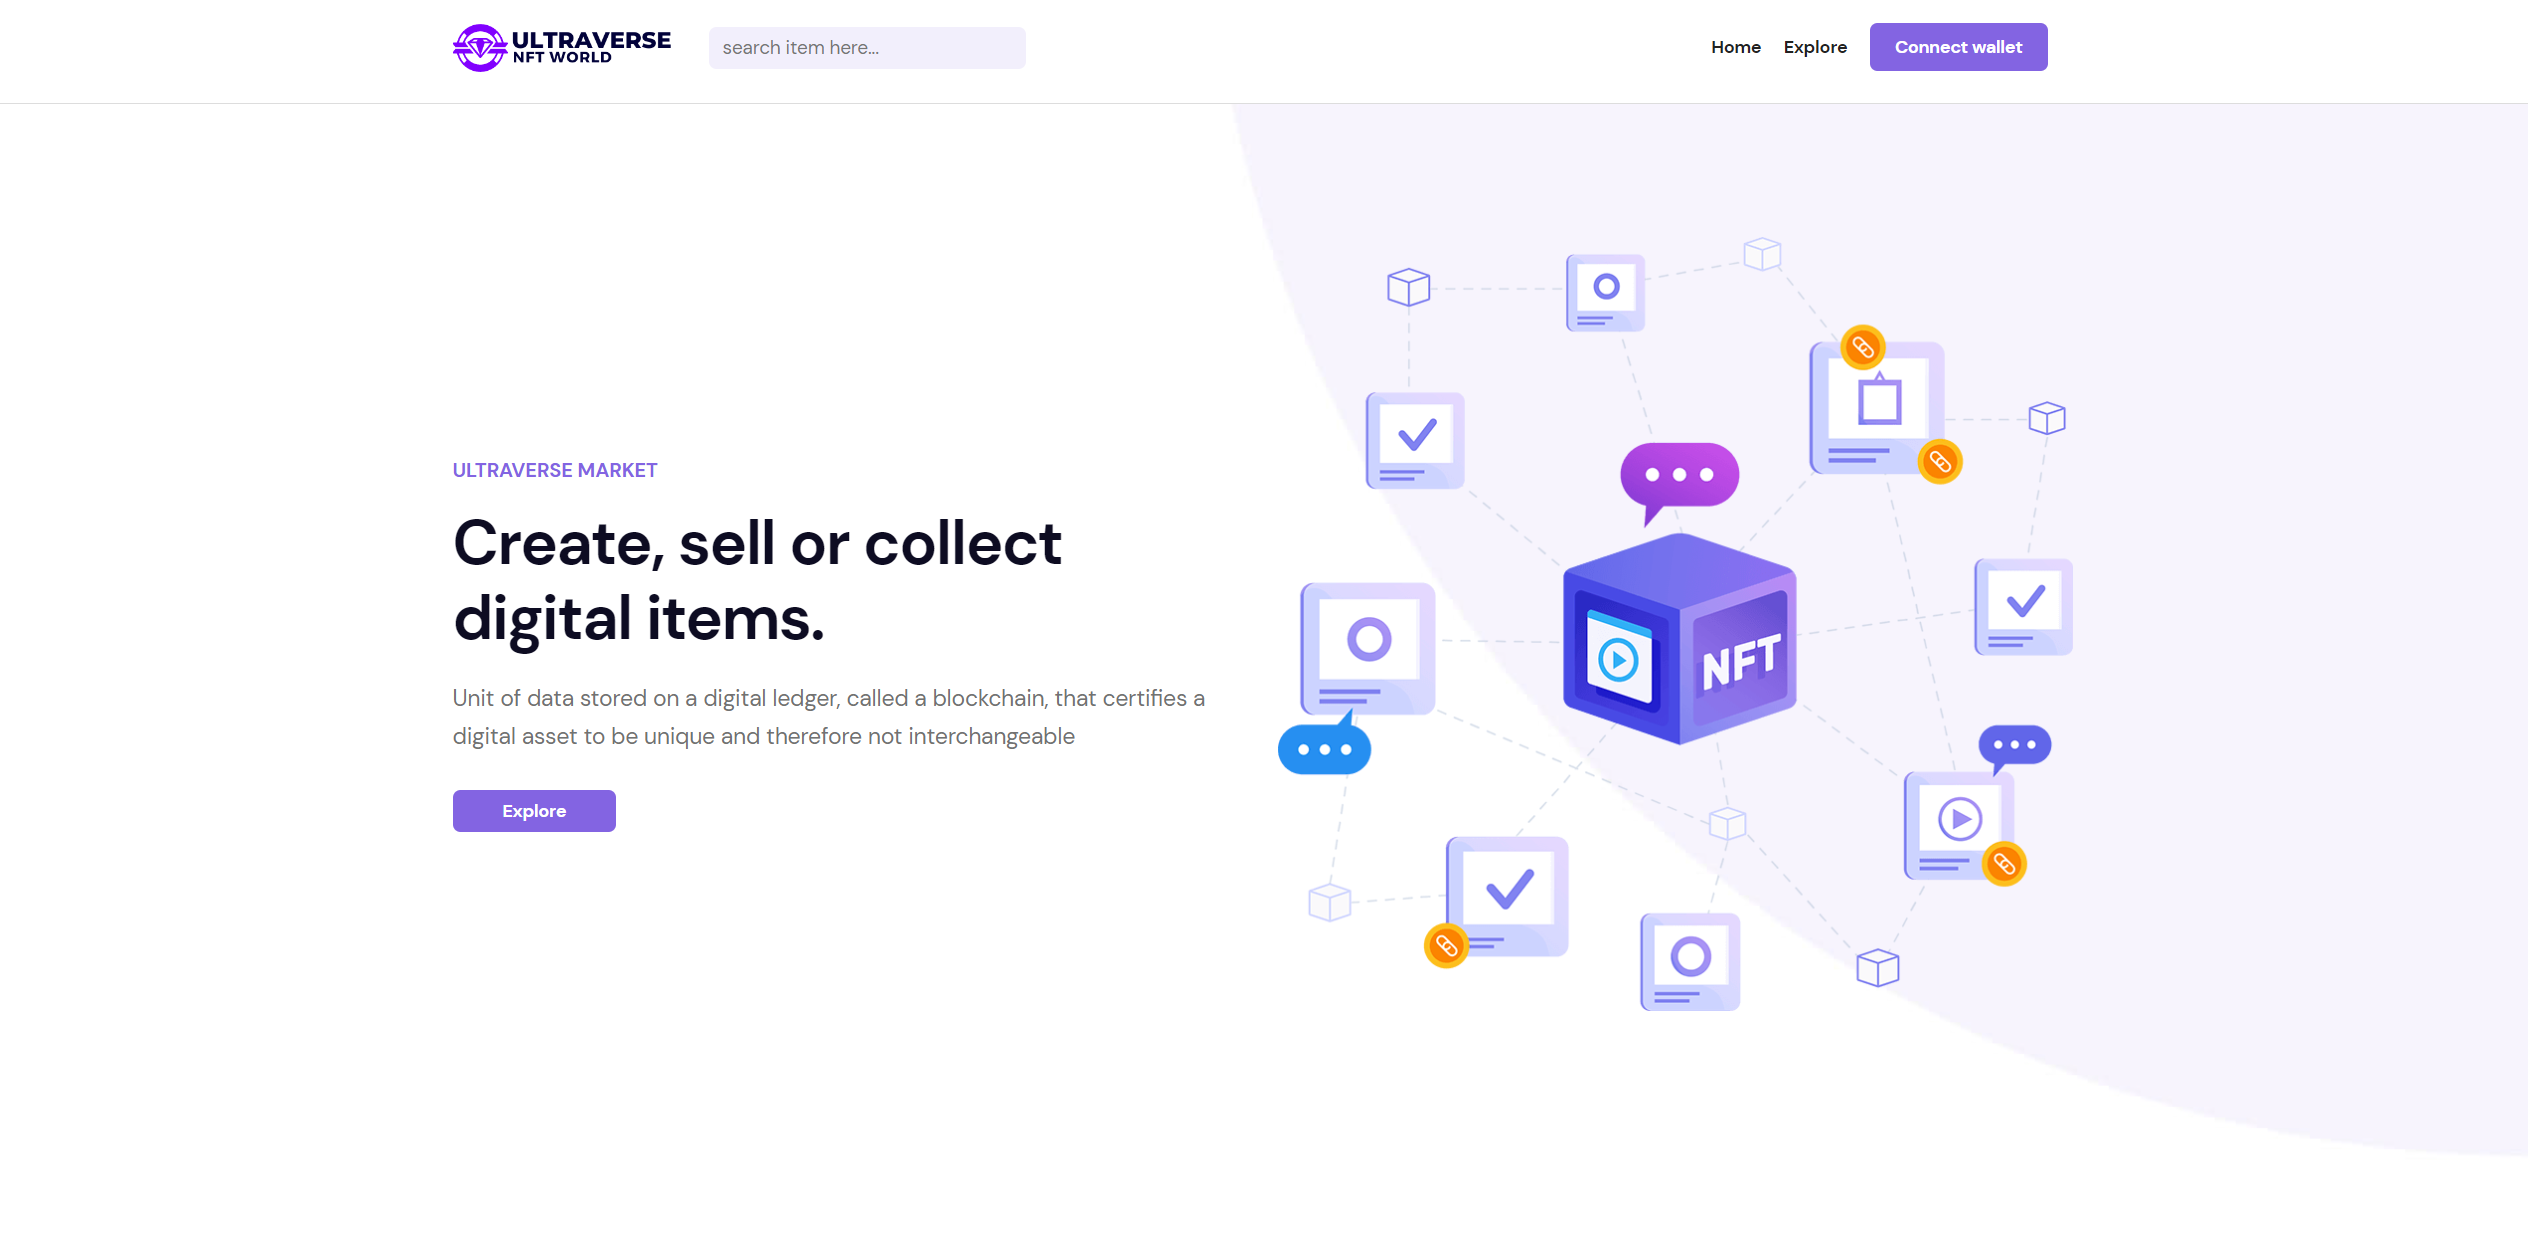 ULTRAVERSE
NFT WORLD
search item here...
Home
Explore
Connect wallet
ULTRAVERSE MARKET
Create, sell or collect
digital items.
Unit of data stored on a digital ledger, called a blockchain, that certifies a
digital asset to be unique and therefore not interchangeable
Explore
NFT